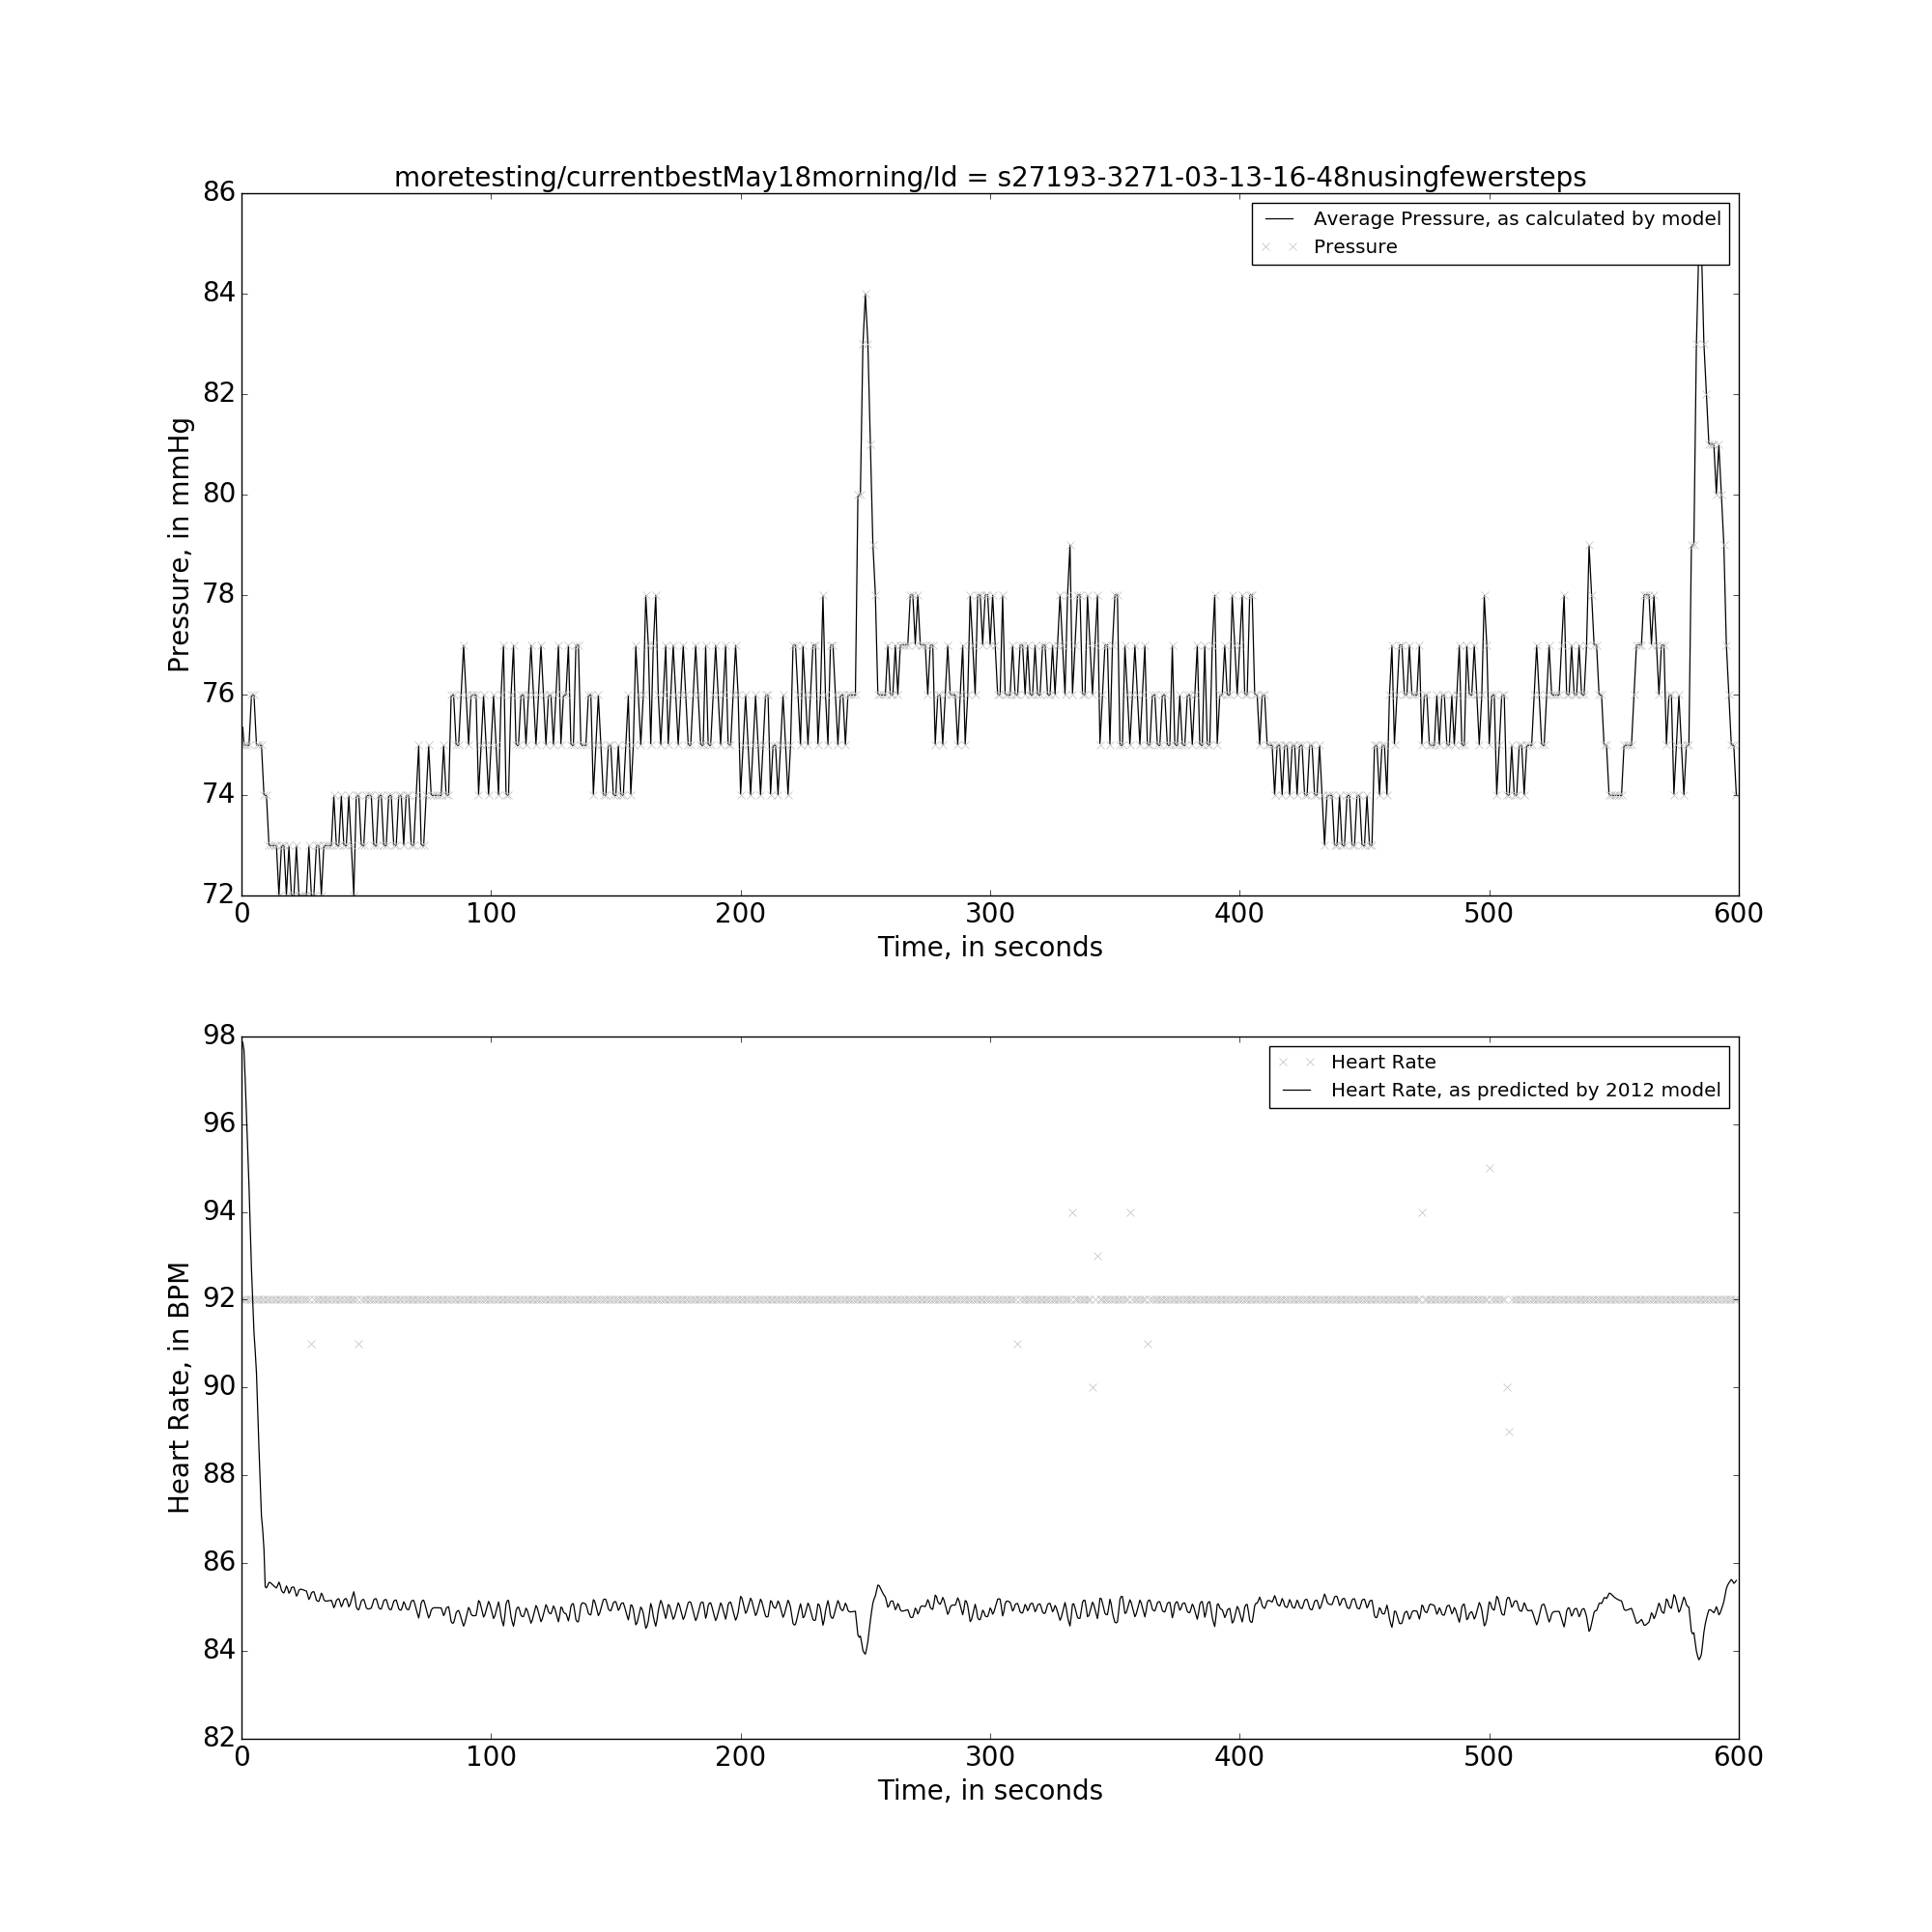 moretesting/currentbestMay18morning/Id = s27193-3271-03-13-16-48nusingfewersteps
86
84
82
80
78
76
74
72
Pressure, in mmHg
Average Pressure, as calculated by model
Pressure
0 100 200 300 400 500 600
Time, in seconds
98
96
94
92
90
88
86
84
82
Heart Rate, in BPM
Heart Rate
Heart Rate, as predicted by 2012 model
0 100 200 300 400 500 600
Time, in seconds